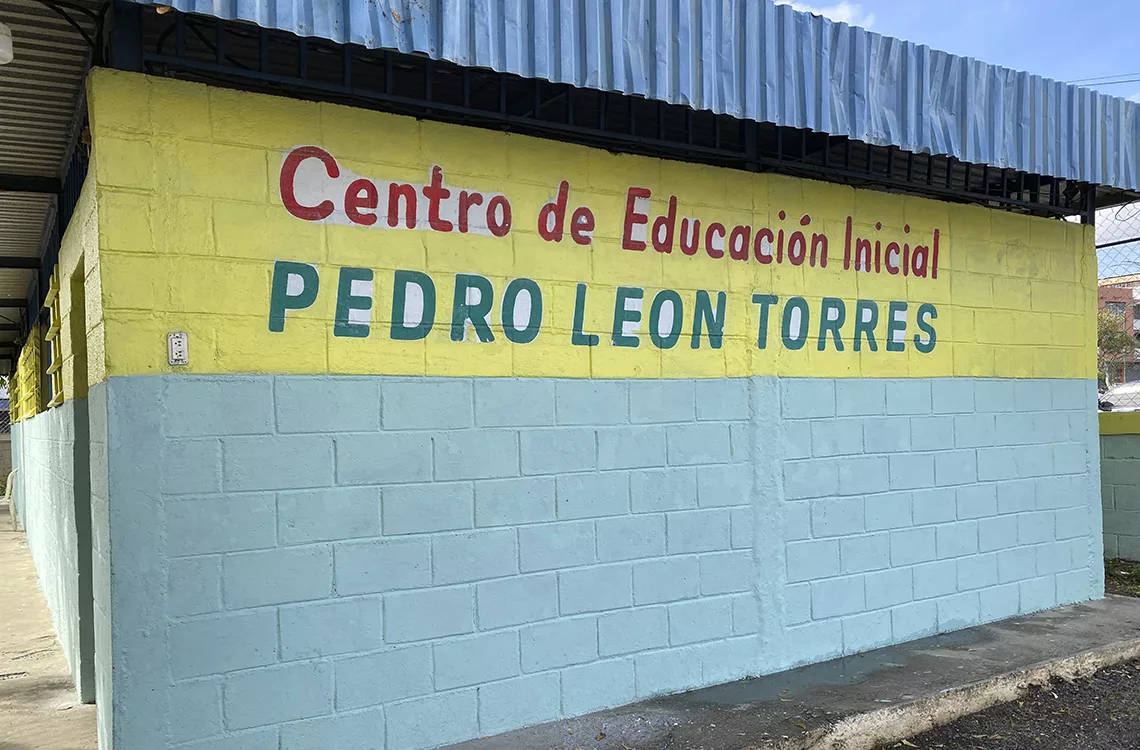 Centro de Educación Inicial
PEDRO LEON TORRES